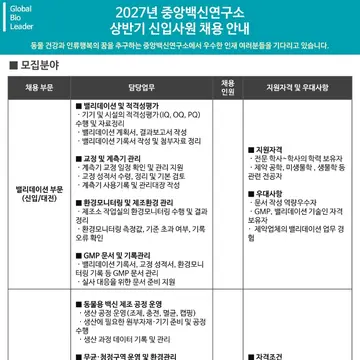 Global
Bio
Leader
2027년 중앙백신연구소
상반기 신입사원 채용 안내
동물 건강과 인류행복의 꿈을 추구하는 중앙백신연구소에서 우수한 인재 여러분들을 기다리고 있습니다.
■ 모집분야
채용 부문
담당업무
채용
인원
지원자격 및 우대사항
밸리데이션 부문
(신입/대전)
■ 밸리데이션 및 적격성평가
· 기기 및 시설의 적격성평가(IQ, OQ, PQ)
수행 및 자료정리
· 밸리데이션 계획서, 결과보고서 작성
· 밸리데이션 기록서 작성 및 첨부자료 정리
■ 교정 및 계측기 관리
· 계측기 교정 일정 확인 및 관리 지원
· 교정 성적서 수령, 정리 및 기본 검토
· 계측기 사용기록 및 관리대장 작성
■ 환경모니터링 및 제조환경 관리
· 제조소 작업실의 환경모니터링 수행 및 결과
정리
· 환경모니터링 측정값, 기준 초과 여부, 기록
오류 확인
■ GMP 문서 및 기록관리
· 밸리데이션 기록서, 교정 성적서, 환경모니
터링 기록 등 GMP 문서 관리
· 실사 대응을 위한 문서 준비 지원
■ 지원자격
· 전문 학사~학사의 학력 보유자
· 제약 공학, 미생물학, 생물학 등
관련 전공자
■ 우대사항
· 문서 작성 역량우수자
· GMP, 밸리데이션 기술인 자격
보유자
· 제약업체의 밸리데이션 업무 경
험
■ 동물용 백신 제조 공정 운영
· 생산 공정 운영(조제, 충전, 멸균, 캡핑)
· 생산에 필요한 원부자재·기기 준비 및 공정
수행
· 생산 과정 데이터 기록 및 관리
■ 무균·청정구역 운영 및 환경관리
■ 자격조건